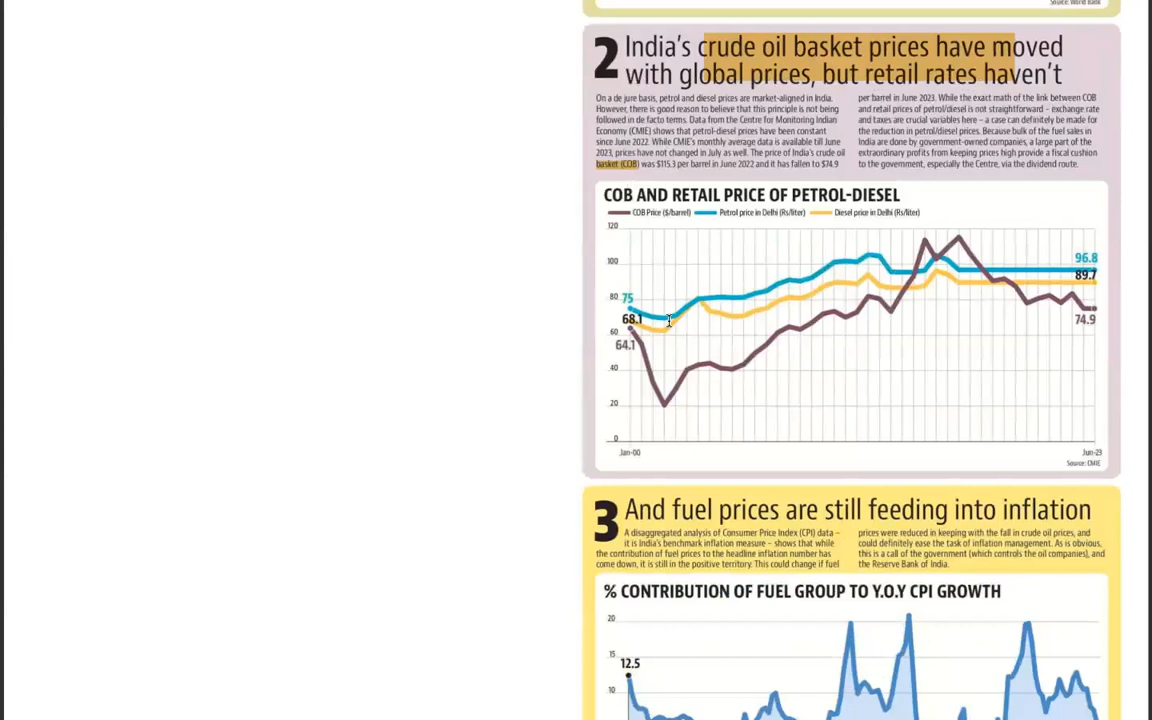 Source: World Bank
2 India's crude oil basket prices have moved
with global prices, but retail rates haven't
On a de jure basis, petrol and diesel prices are market-aligned in India.
However, there is good reason to believe that this principle is not being
followed in de facto terms. Data from the Centre for Monitoring Indian
Economy (CMIE) shows that petrol-diesel prices have been constant
since June 2022. While CMIE's monthly average data is available till June
2023, prices have not changed in July as well. The price of India's crude oil
basket (COB) was $115.3 per barrel in June 2022 and it has fallen to $74.9
per barrel in June 2023. While the exact math of the link between COB
and retail prices of petrol/diesel is not straightforward – exchange rate
and taxes are crucial variables here – a case can definitely be made for
the reduction in petrol/diesel prices. Because bulk of the fuel sales in
India are done by government-owned companies, a large part of the
extraordinary profits from keeping prices high provide a fiscal cushion
to the government, especially the Centre, via the dividend route.
COB AND RETAIL PRICE OF PETROL-DIESEL
COB Price ($/barrel) Petrol price in Delhi (Rs/liter) Diesel price in Delhi (Rs/liter)
120
100
96.8
89.7
80 75
68.1
60
74.9
64.1
40
20
0
Jan-00 Jun-23
Source: CMIE
3 And fuel prices are still feeding into inflation
A disaggregated analysis of Consumer Price Index (CPI) data –
it is India's benchmark inflation measure – shows that while
the contribution of fuel prices to the headline inflation number has
come down, it is still in the positive territory. This could change if fuel
prices were reduced in keeping with the fall in crude oil prices, and
could definitely ease the task of inflation management. As is obvious,
this is a call of the government (which controls the oil companies), and
the Reserve Bank of India.
% CONTRIBUTION OF FUEL GROUP TO Y.O.Y CPI GROWTH
20
15
12.5
10